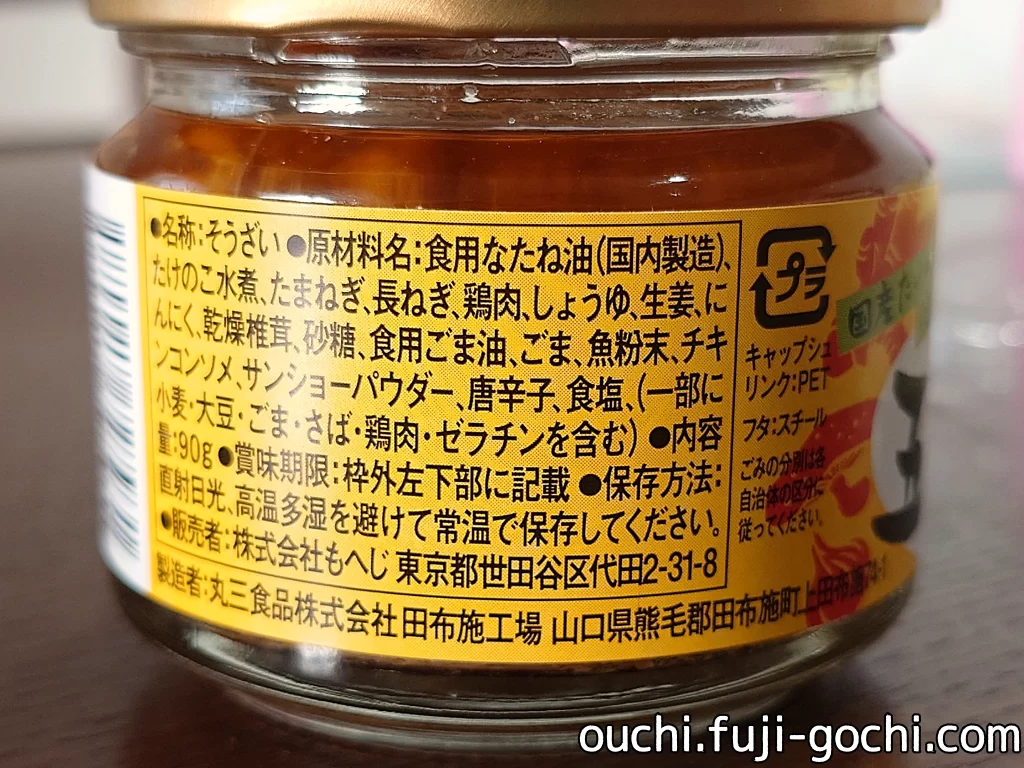 ●名称:そうざい ●原材料名:食用なたね油(国内製造)、
たけのこ水煮、たまねぎ、長ねぎ、鶏肉、しょうゆ、生姜、に
んにく、乾燥椎茸、砂糖、食用ごま油、ごま、魚粉末、チキ
ンコンソメ、サンショーパウダー、唐辛子、食塩、(一部に
小麦・大豆・ごま・さば・鶏肉・ゼラチンを含む) ●内容
量:90g ●賞味期限:枠外左下部に記載 ●保存方法:
直射日光、高温多湿を避けて常温で保存してください。
●販売者:株式会社もへじ 東京都世田谷区代田2-31-8
製造者:丸三食品株式会社田布施工場 山口県熊毛郡田布施町上田布施
プラ
キャップシュ
リンク:PET
フタ:スチール
ごみの分別は各
自治体の区分に
従ってください。
国産
ouchi.fuji-gochi.com